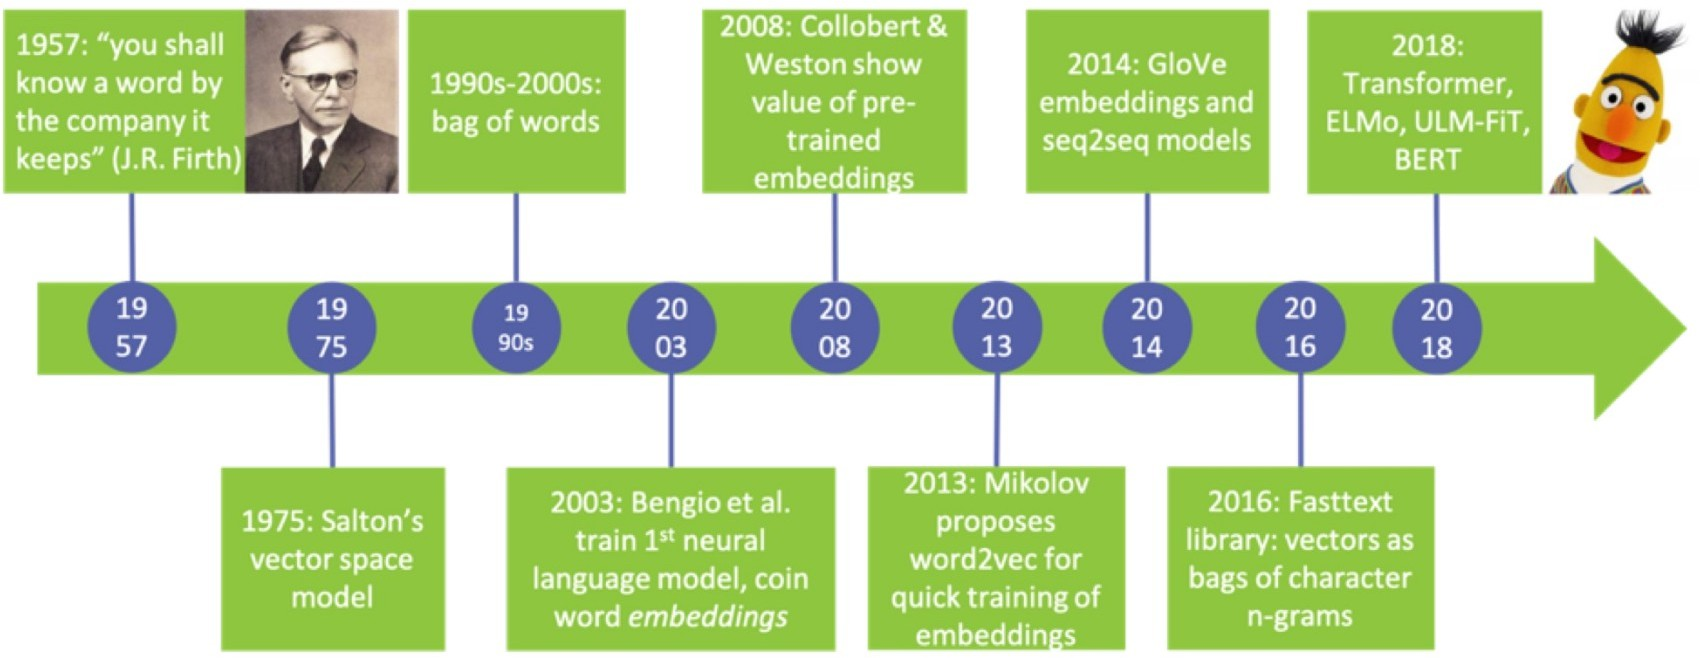 1957: “you shall
know a word by
the company it
keeps” (J.R. Firth)
1990s-2000s:
bag of words
2008: Collobert &
Weston show
value of pre-
trained
embeddings
2014: GloVe
embeddings and
seq2seq models
2018:
Transformer,
ELMo, ULM-FiT,
BERT
19
57
19
75
19
90s
20
03
20
08
20
13
20
14
20
16
20
18
1975: Salton’s
vector space
model
2003: Bengio et al.
train 1st neural
language model, coin
word embeddings
2013: Mikolov
proposes
word2vec for
quick training of
embeddings
2016: Fasttext
library: vectors as
bags of character
n-grams